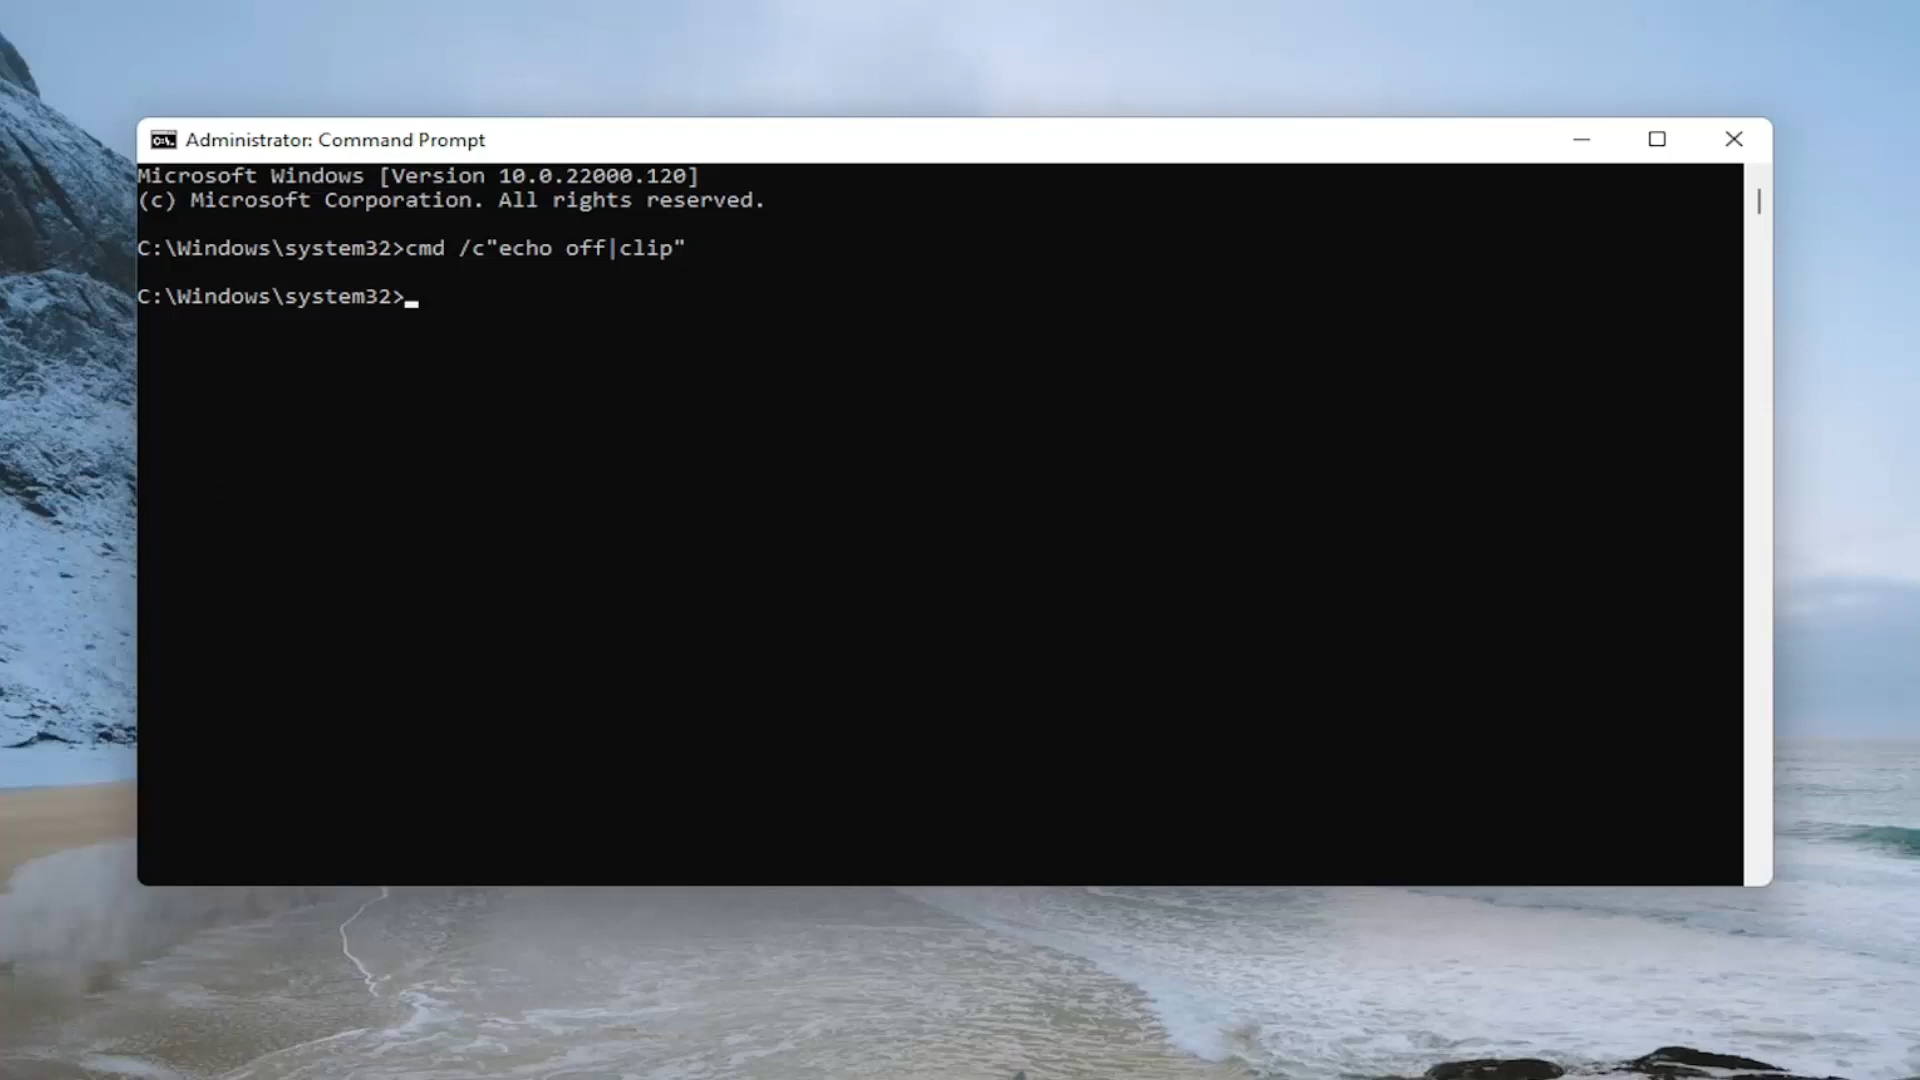 Administrator: Command Prompt
Microsoft Windows [Version 10.0.22000.120]
(c) Microsoft Corporation. All rights reserved.
C:\Windows\system32>cmd /c"echo off|clip"
C:\Windows\system32>